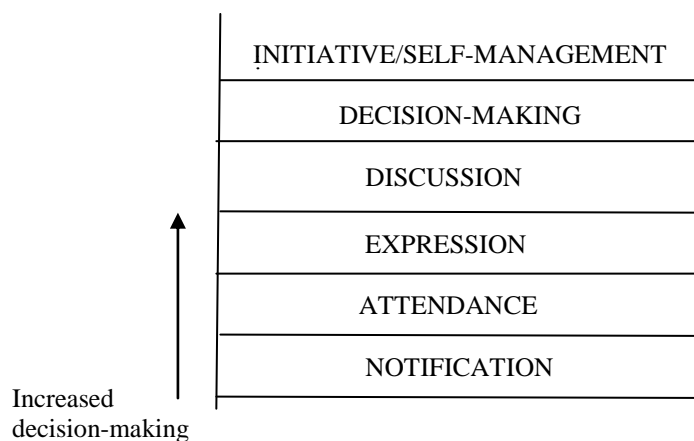 INITIATIVE/SELF-MANAGEMENT
DECISION-MAKING
DISCUSSION
EXPRESSION
ATTENDANCE
NOTIFICATION
Increased
decision-making